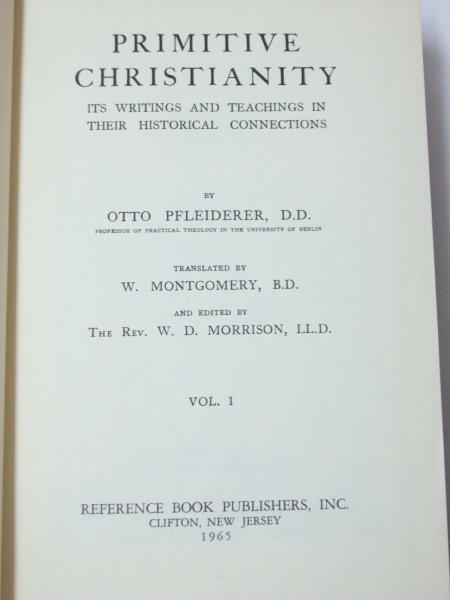 PRIMITIVE
CHRISTIANITY
ITS WRITINGS AND TEACHINGS IN
THEIR HISTORICAL CONNECTIONS
BY
OTTO PFLEIDERER, D.D.
PROFESSOR OF PRACTICAL THEOLOGY IN THE UNIVERSITY OF BERLIN
TRANSLATED BY
W. MONTGOMERY, B.D.
AND EDITED BY
THE REV. W. D. MORRISON, LL.D.
VOL. I
REFERENCE BOOK PUBLISHERS, INC.
CLIFTON, NEW JERSEY
1965